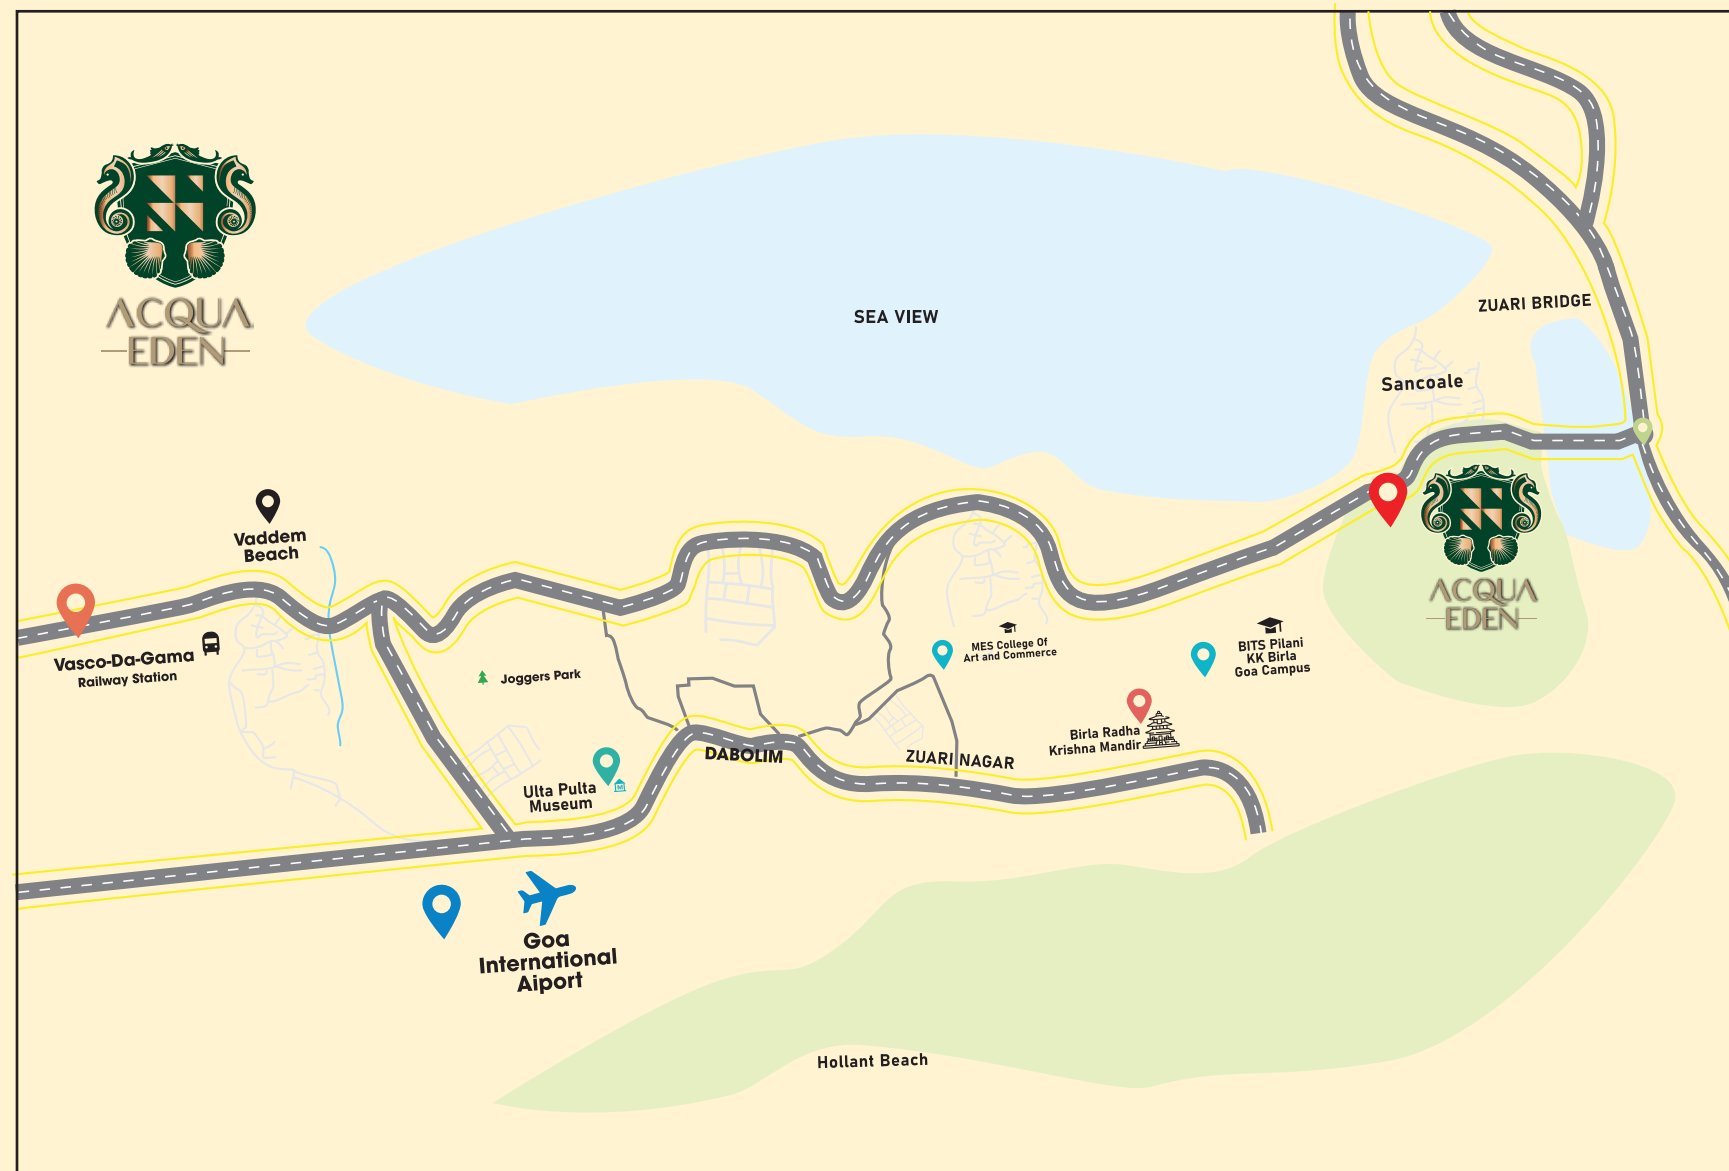 ACQUA
EDEN
SEA VIEW
ZUARI BRIDGE
Sancoale
Vaddem
Beach
ACQUA
EDEN
Vasco-Da-Gama
Railway Station
MES College Of
Art and Commerce
BITS Pilani
KK Birla
Goa Campus
Joggers Park
Birla Radha
Krishna Mandir
DABOLIM
ZUARI NAGAR
Ulta Pulta
Museum
M
Goa
International
Aiport
Hollant Beach